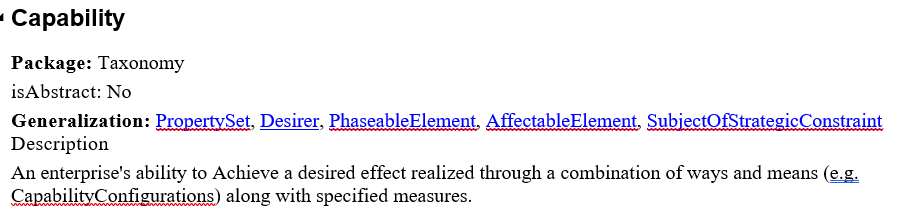 Capability
Package: Taxonomy
isAbstract: No
Generalization: PropertySet, Desirer, PhaseableElement, AffectableElement, SubjectOfStrategicConstraint
Description
An enterprise's ability to Achieve a desired effect realized through a combination of ways and means (e.g.
CapabilityConfigurations) along with specified measures.